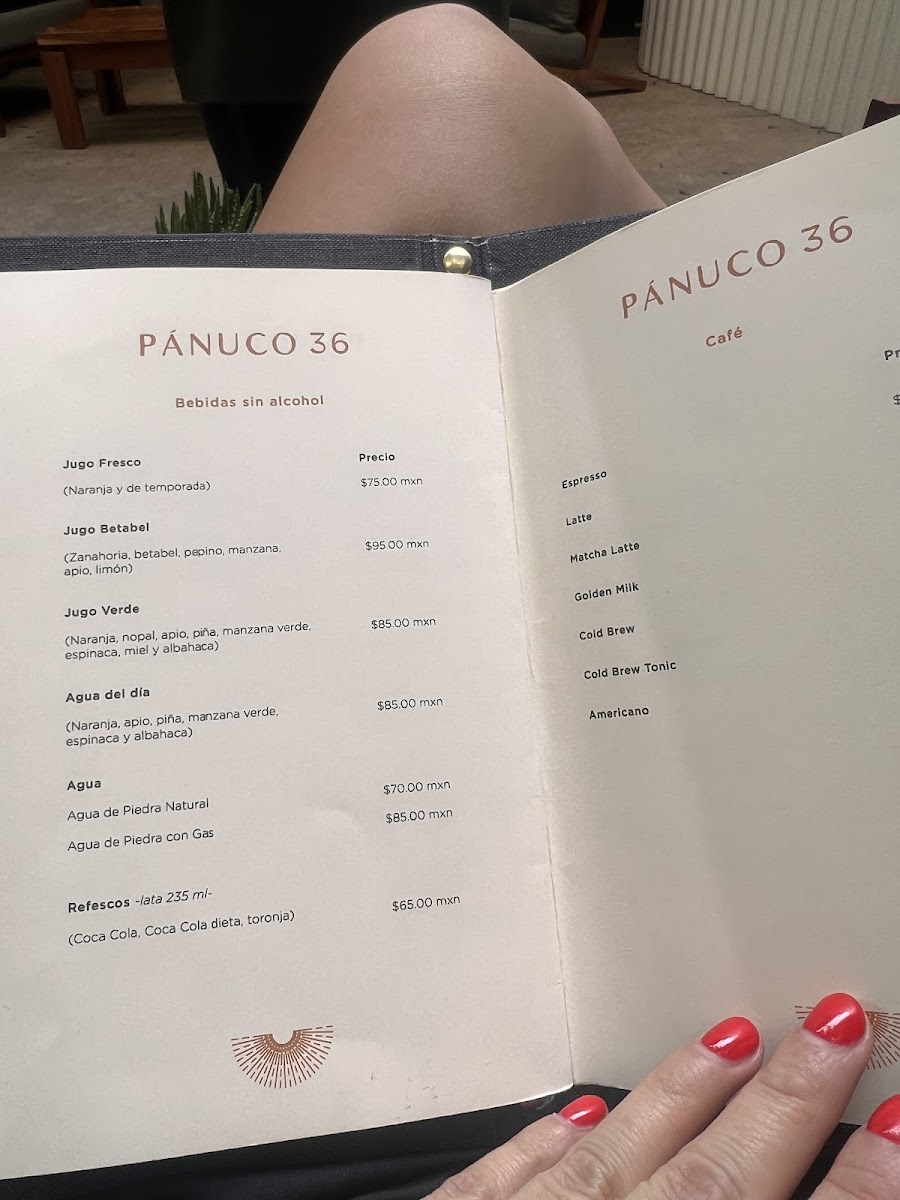 PÁNUCO 36
Bebidas sin alcohol
Jugo Fresco
Precio
(Naranja y de temporada)
$75.00 mxn
Jugo Betabel
(Zanahoria, betabel, pepino, manzana,
apio, limón)
$95.00 mxn
Jugo Verde
(Naranja, nopal, apio, piña, manzana verde,
espinaca, miel y albahaca)
$85.00 mxn
Agua del día
(Naranja, apio, piña, manzana verde,
espinaca y albahaca)
$85.00 mxn
Agua
Agua de Piedra Natural
$70.00 mxn
Agua de Piedra con Gas
$85.00 mxn
Refescos -lata 235 ml-
(Coca Cola, Coca Cola dieta, toronja)
$65.00 mxn
PÁNUCO 36
Café
Pr
$
Espresso
Latte
Matcha Latte
Golden Milk
Cold Brew
Cold Brew Tonic
Americano